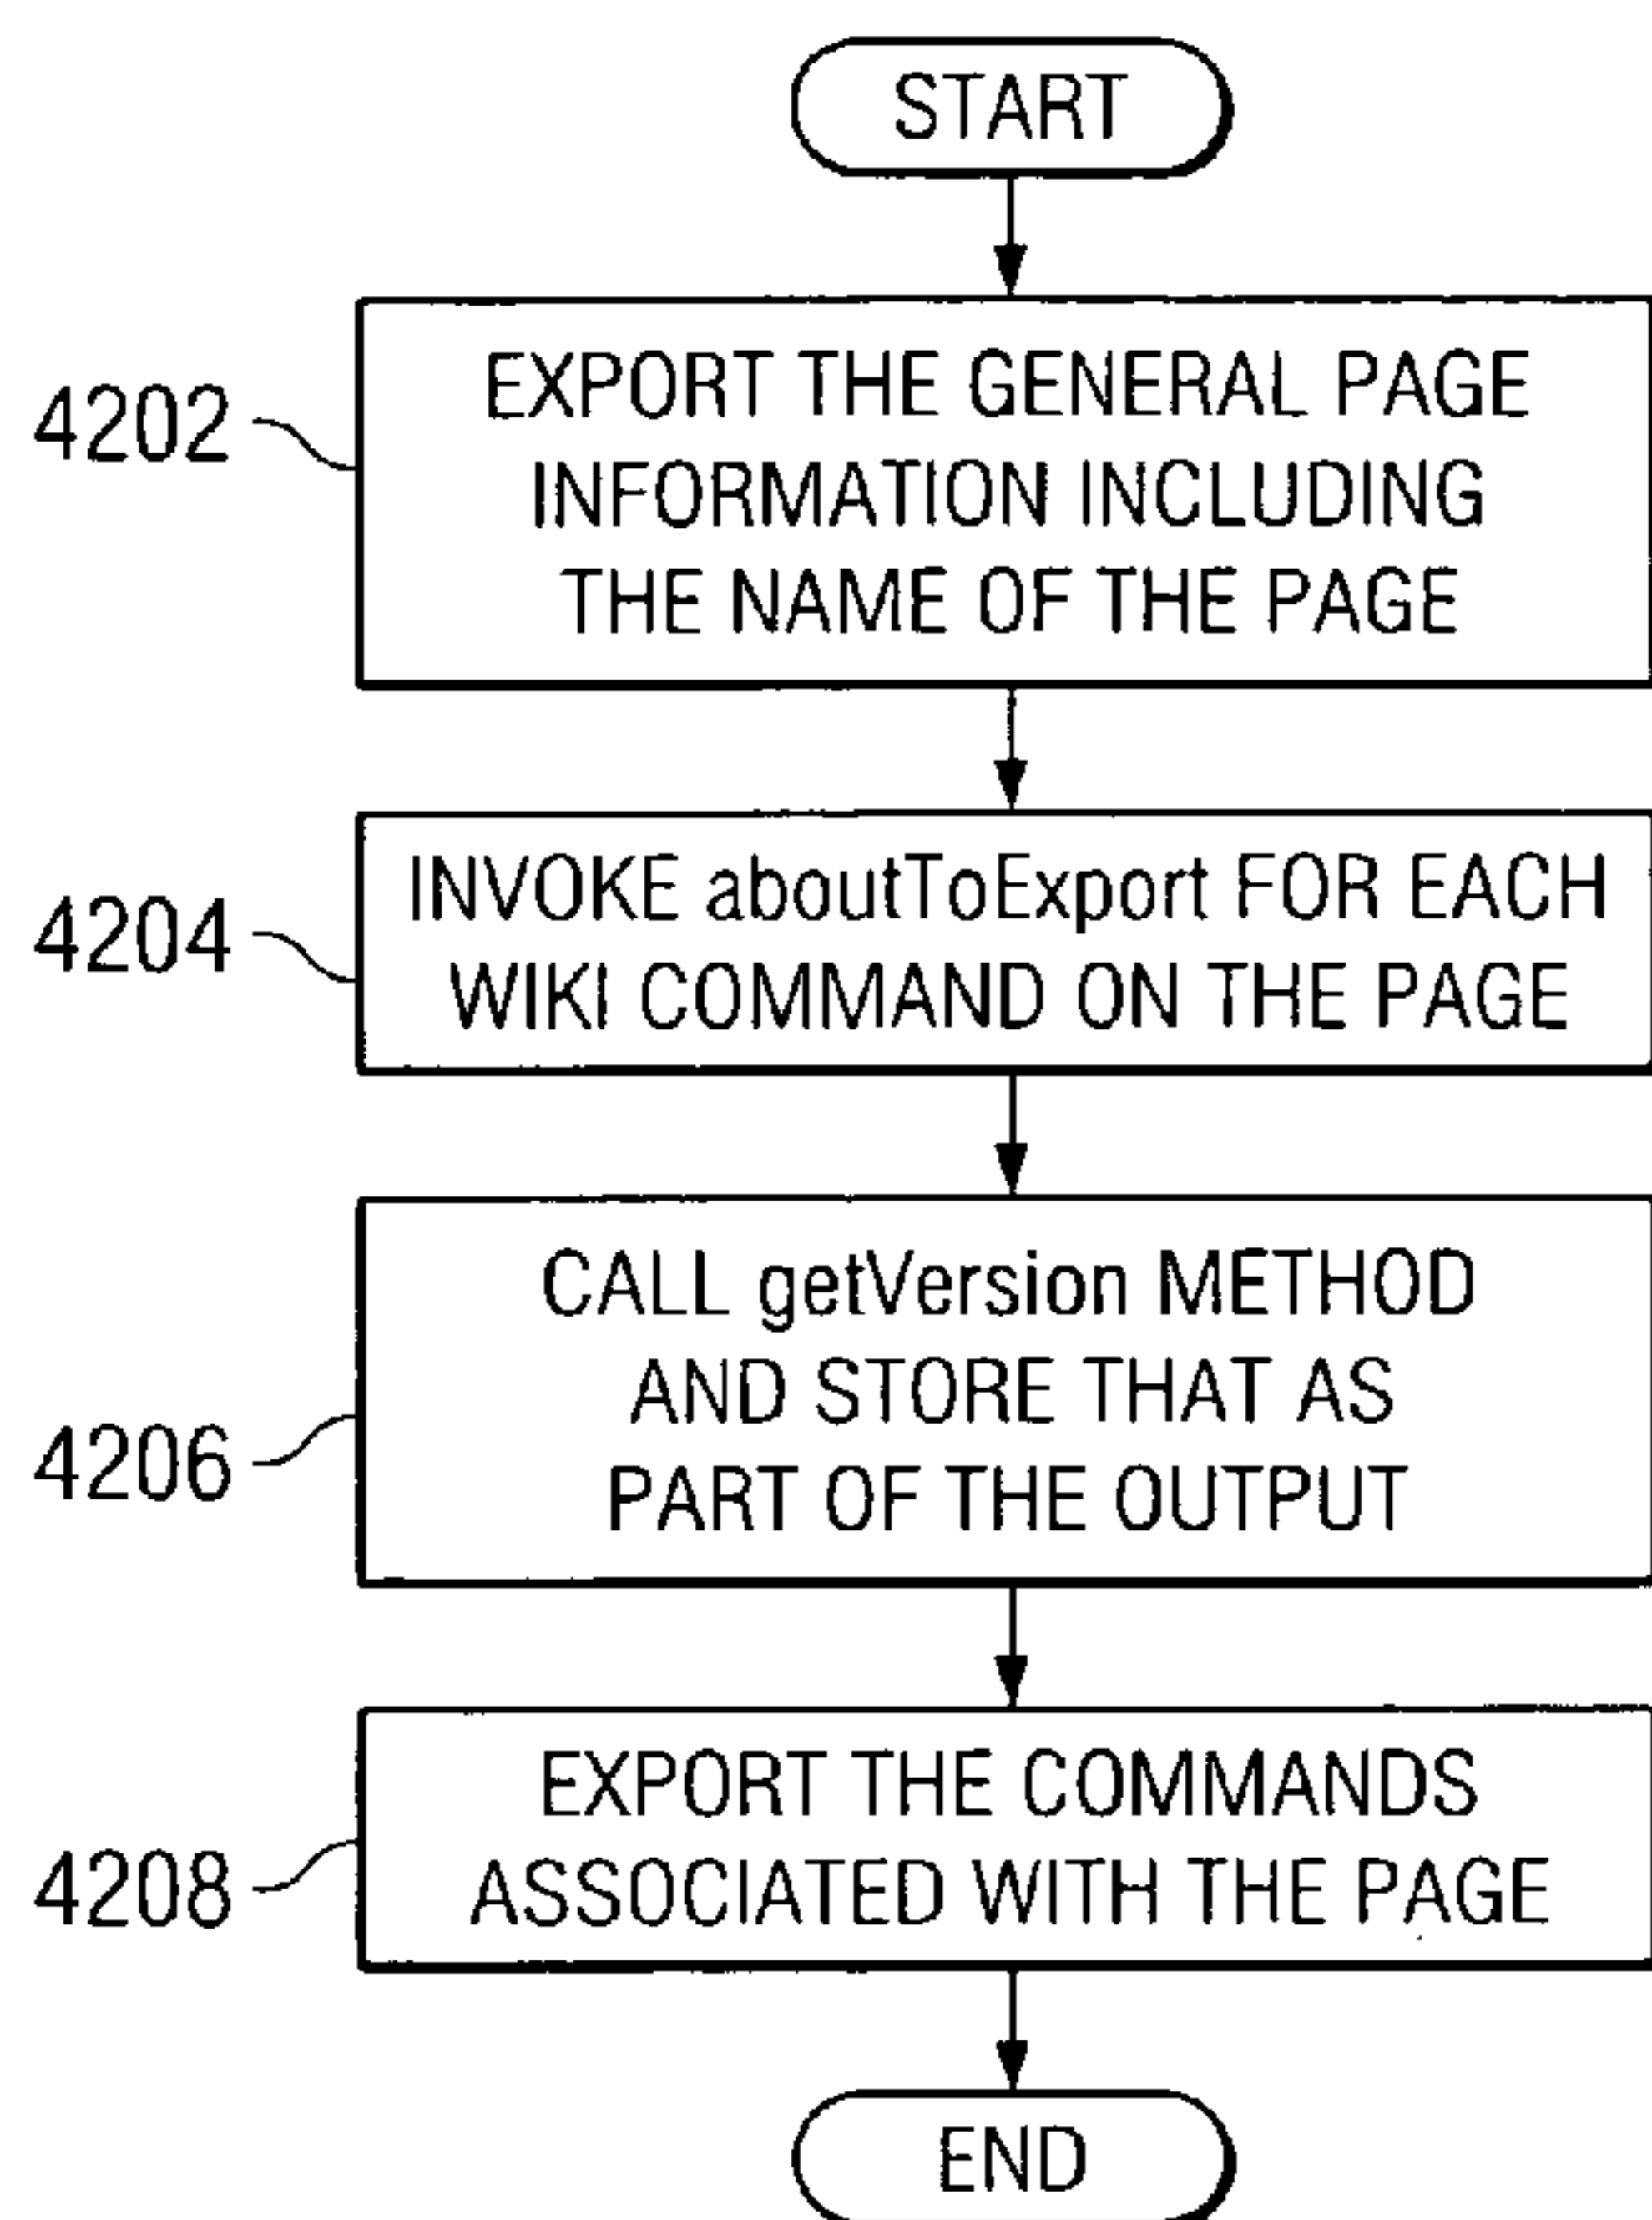 START
4202
EXPORT THE GENERAL PAGE
INFORMATION INCLUDING
THE NAME OF THE PAGE
4204
INVOKE aboutToExport FOR EACH
WIKI COMMAND ON THE PAGE
4206
CALL getVersion METHOD
AND STORE THAT AS
PART OF THE OUTPUT
4208
EXPORT THE COMMANDS
ASSOCIATED WITH THE PAGE
END